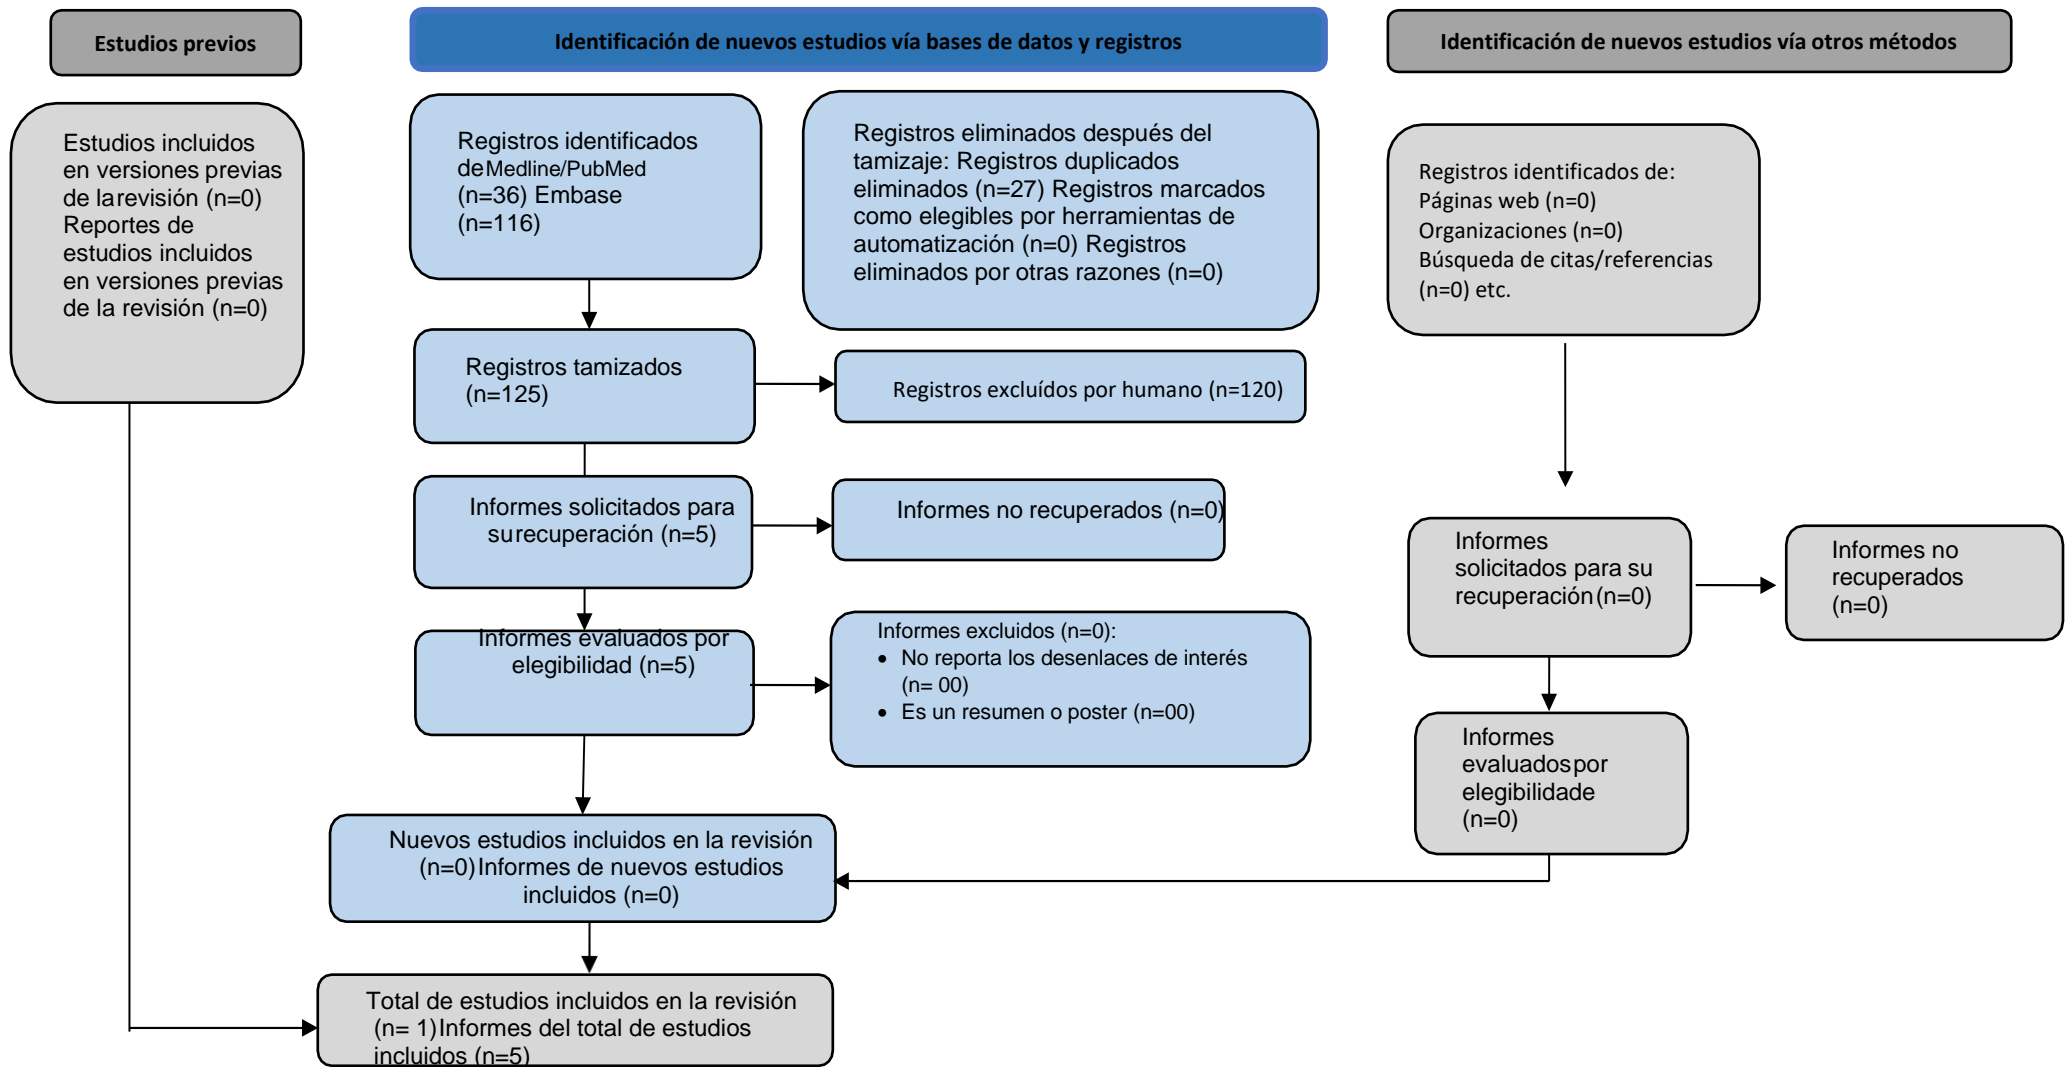 Estudios previos
Identificación de nuevos estudios vía bases de datos y registros
Identificación de nuevos estudios vía otros métodos
Estudios incluidos
en versiones previas
de larevisión (n=0)
Reportes de
estudios incluidos
en versiones previas
de la revisión (n=0)
Registros identificados
deMedline/PubMed
(n=36) Embase
(n=116)
Registros eliminados después del
tamizaje: Registros duplicados
eliminados (n=27) Registros marcados
como elegibles por herramientas de
automatización (n=0) Registros
eliminados por otras razones (n=0)
Registros identificados de:
Páginas web (n=0)
Organizaciones (n=0)
Búsqueda de citas/referencias
(n=0) etc.
Registros tamizados
(n=125)
Registros excluídos por humano (n=120)
Informes solicitados para
surecuperación (n=5)
Informes no recuperados (n=0)
Informes
solicitados para su
recuperación(n=0)
Informes no
recuperados
(n=0)
Informes evaluados por
elegibilidad (n=5)
Informes excluidos (n=0):
• No reporta los desenlaces de interés
(n= 00)
• Es un resumen o poster (n=00)
Informes
evaluadospor
elegibilidade
(n=0)
Nuevos estudios incluidos en la revisión
(n=0)Informes de nuevos estudios
incluidos (n=0)
Total de estudios incluidos en la revisión
(n= 1)Informes del total de estudios
incluidos (n=5)